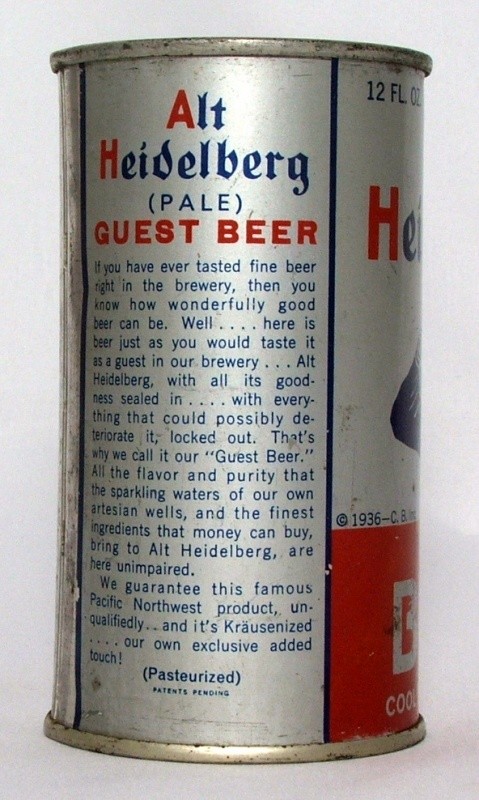 Alt
Heidelberg
(PALE)
GUEST BEER
If you have ever tasted fine beer
right in the brewery, then you
know how wonderfully good
beer can be. Well . . . . here is
beer just as you would taste it
as a guest in our brewery . . . Alt
Heidelberg, with all its good-
ness sealed in . . . . with every-
thing that could possibly de-
teriorate it, locked out. That's
why we call it our "Guest Beer."
All the flavor and purity that
the sparkling waters of our own
artesian wells, and the finest
ingredients that money can buy,
bring to Alt Heidelberg, are
here unimpaired.
We guarantee this famous
Pacific Northwest product, un-
qualifiedly.. and it's Kräusenized
. . . . our own exclusive added
touch!
(Pasteurized)
PATENTS PENDING
12 FL. OZ
Hei
© 1936—C. B. Inc.
B
COOL